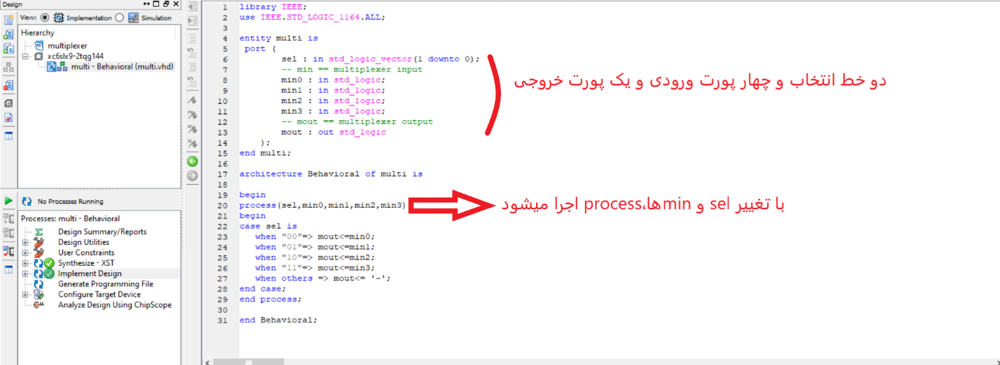 Design
View: Implementation Simulation
Hierarchy
multiplexer
xc6slx9-2tqg144
multi - Behavioral (multi.vhd)
No Processes Running
Processes: multi - Behavioral
Design Summary/Reports
Design Utilities
User Constraints
Synthesize - XST
Implement Design
Generate Programming File
Configure Target Device
Analyze Design Using ChipScope
1 library IEEE;
2 use IEEE.STD_LOGIC_1164.ALL;
3
4 entity multi is
5 port (
6 sel : in std_logic_vector(1 downto 0);
7 -- min == multiplexer input
8 min0 : in std_logic;
9 min1 : in std_logic;
10 min2 : in std_logic;
11 min3 : in std_logic;
12 -- mout == multiplexer output
13 mout : out std_logic
14 );
15 end multi;
16
17 architecture Behavioral of multi is
18
19 begin
20 process(sel,min0,min1,min2,min3)
21 begin
22 case sel is
23 when "00"=> mout<=min0;
24 when "01"=> mout<=min1;
25 when "10"=> mout<=min2;
26 when "11"=> mout<=min3;
27 when others => mout<= '-';
28 end case;
29 end process;
30
31 end Behavioral;
دو خط انتخاب و چهار پورت ورودی و یک پورت خروجی
با تغییر sel و minها،process اجرا میشود